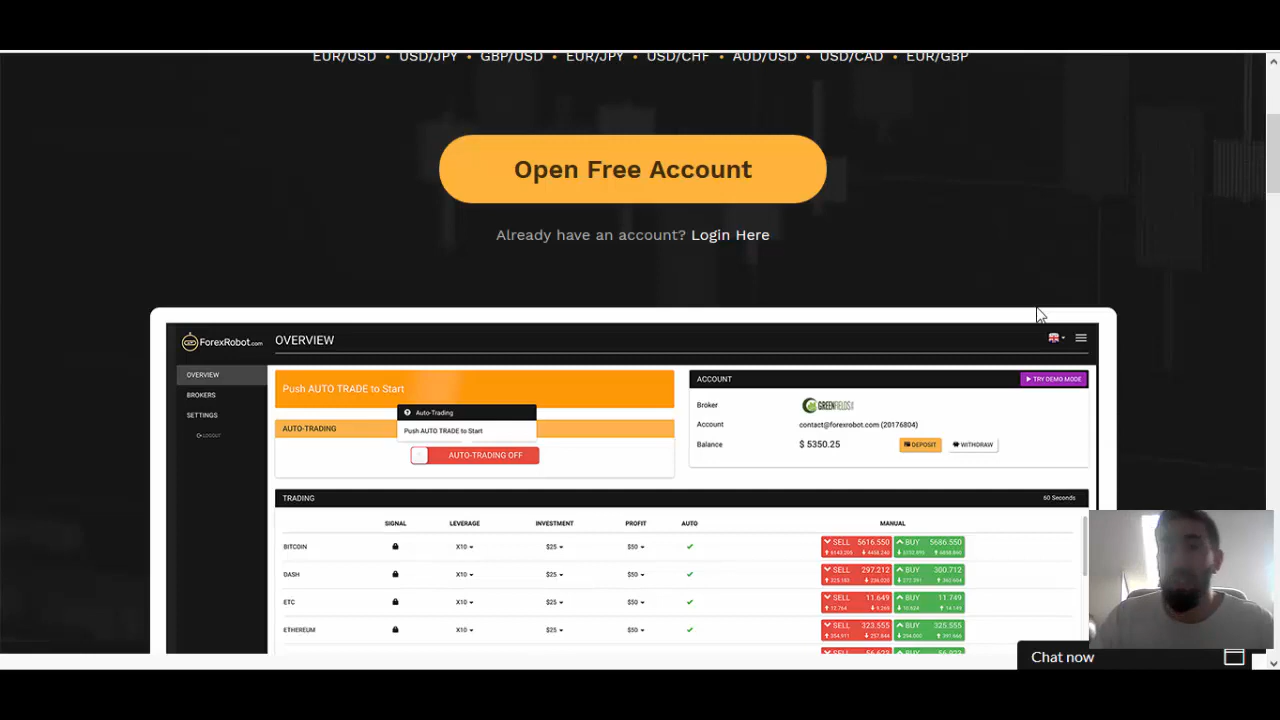 EUR/USD • USD/JPY • GBP/USD • EUR/JPY • USD/CHF • AUD/USD • USD/CAD • EUR/GBP
Open Free Account
Already have an account? Login Here
ForexRobot.com
OVERVIEW
OVERVIEW
BROKERS
SETTINGS
LOGOUT
Push AUTO TRADE to Start
Auto-Trading
AUTO-TRADING
Push AUTO TRADE to Start
AUTO-TRADING OFF
ACCOUNT
TRY DEMO MODE
Broker GREENFIELDS
Account contact@forexrobot.com (20176804)
Balance $ 5350.25 DEPOSIT WITHDRAW
TRADING 60 Seconds
SIGNAL LEVERAGE INVESTMENT PROFIT AUTO MANUAL
BITCOIN X10 $25 $50 SELL 5616.550 BUY 5686.550
DASH X10 $25 $50 SELL 297.212 BUY 300.712
ETC X10 $25 $50 SELL 11.649 BUY 11.749
ETHEREUM X10 $25 $50 SELL 323.555 BUY 325.555
Chat now